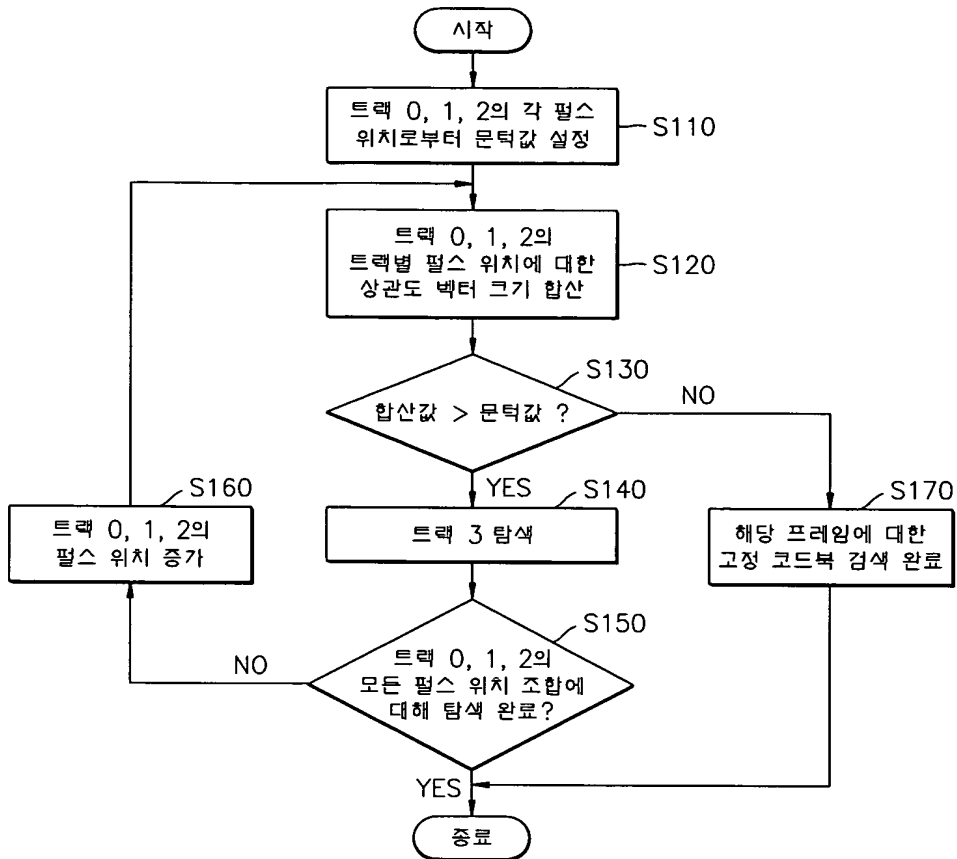 시작
트랙 0, 1, 2의 각 펄스
위치로부터 문턱값 설정
S110
트랙 0, 1, 2의
트랙별 펄스 위치에 대한
상관도 벡터 크기 합산
S120
S130
합산값 > 문턱값 ?
NO
YES
S140
트랙 3 탐색
S160
트랙 0, 1, 2의
펄스 위치 증가
S170
해당 프레임에 대한
고정 코드북 검색 완료
S150
트랙 0, 1, 2의
모든 펄스 위치 조합에
대해 탐색 완료?
NO
YES
종료